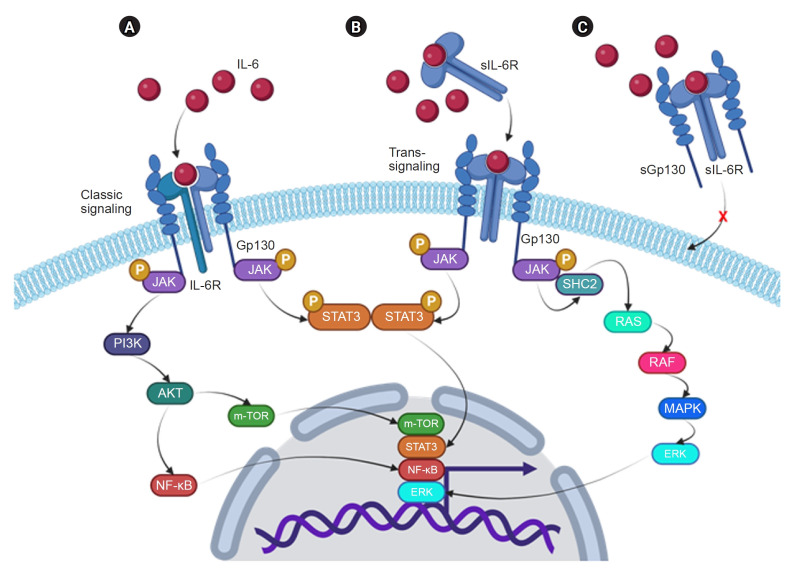 A
B
C
IL-6
sIL-6R
Classic
signaling
Trans-
signaling
sGp130
sIL-6R
X
Gp130
Gp130
P
JAK
IL-6R
JAK
P
P
JAK
JAK
P
SHC2
P
STAT3
P
STAT3
RAS
PI3K
RAF
AKT
m-TOR
MAPK
m-TOR
STAT3
ERK
NF-κB
NF-κB
ERK